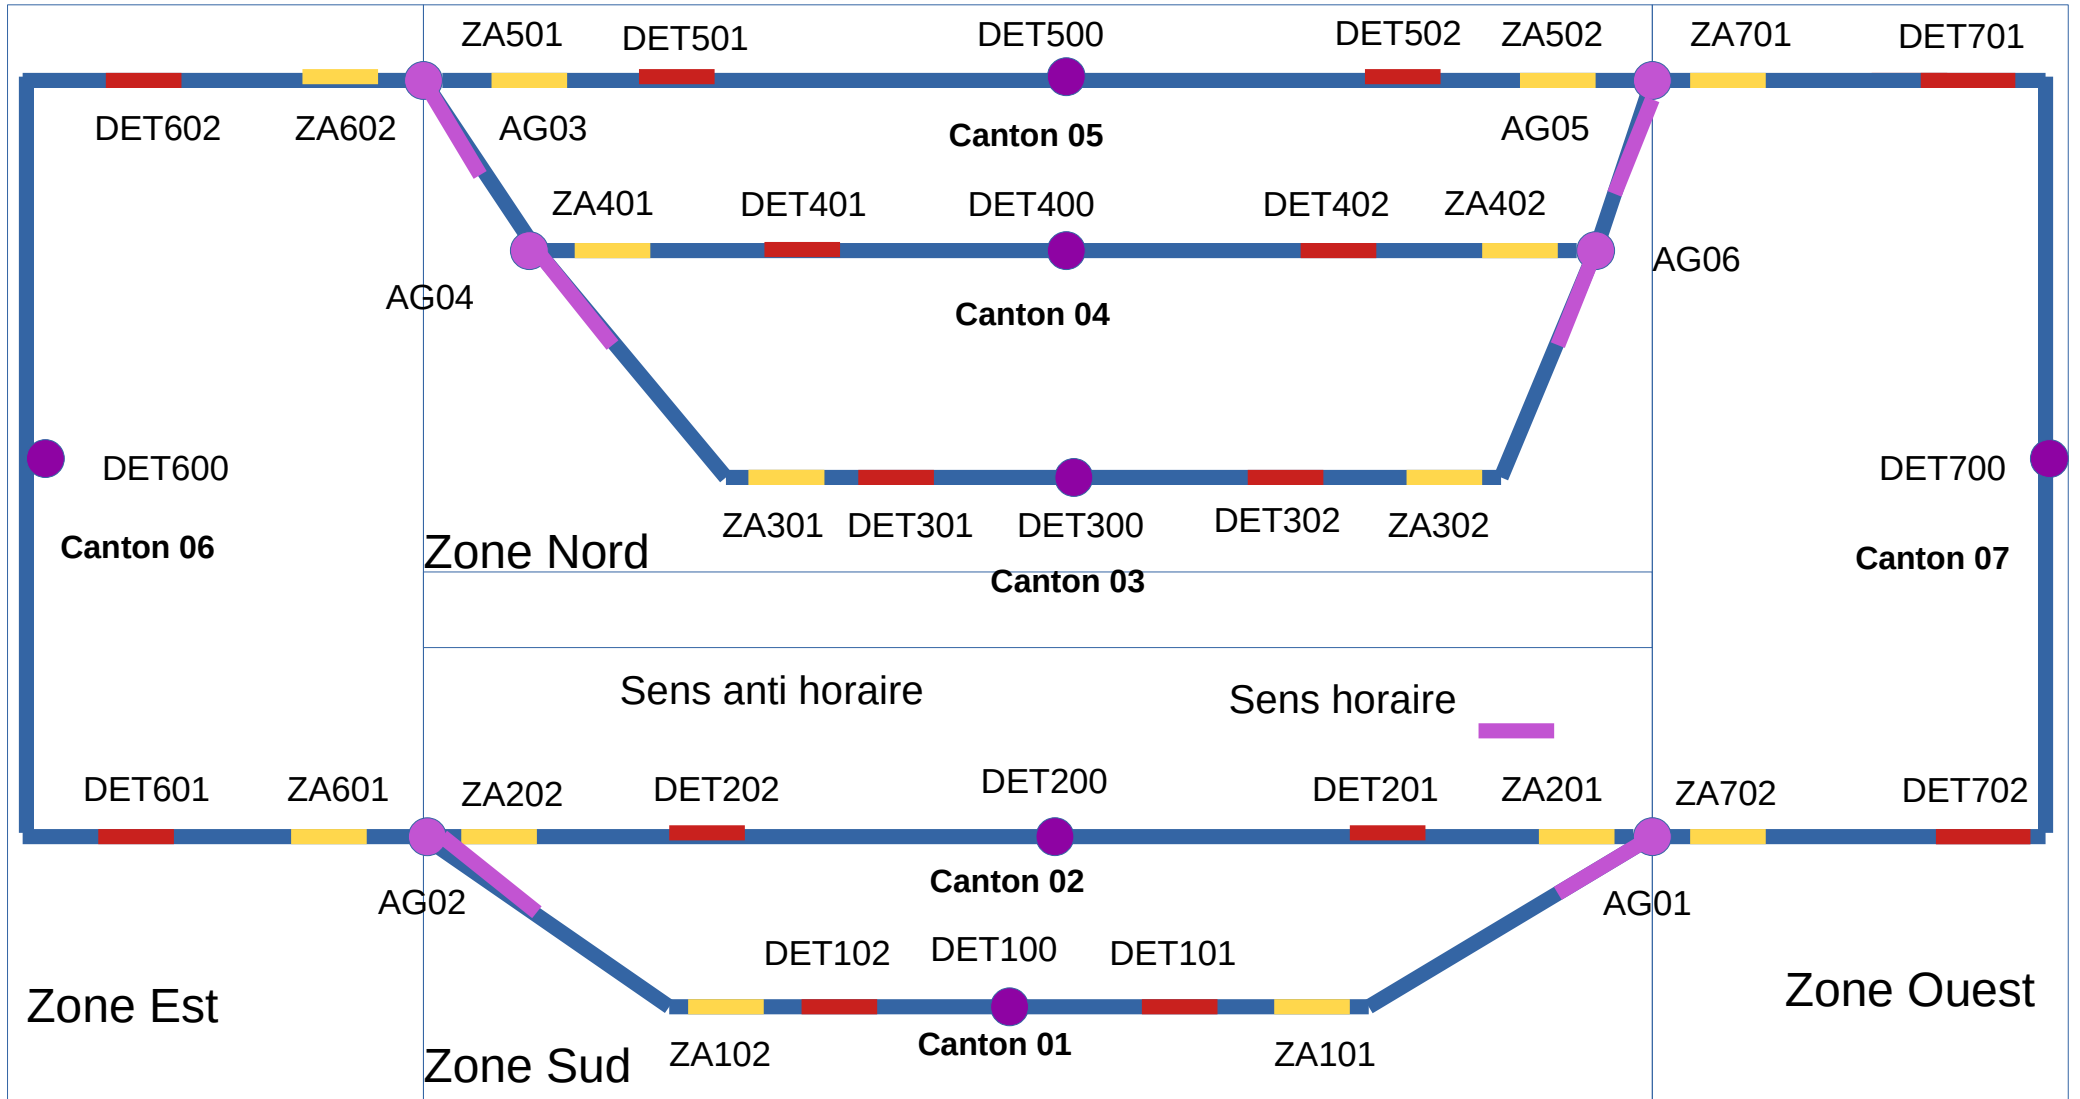 ZA501
DET501
DET500
DET502
ZA502
ZA701
DET701
DET602
ZA602
AG03
Canton 05
AG05
ZA401
DET401
DET400
DET402
ZA402
AG04
Canton 04
AG06
DET600
DET700
ZA301
DET301
DET300
DET302
ZA302
Canton 06
Zone Nord
Canton 03
Canton 07
Sens anti horaire
Sens horaire
DET601
ZA601
ZA202
DET202
DET200
DET201
ZA201
ZA702
DET702
AG02
Canton 02
AG01
DET102
DET100
DET101
Zone Est
Zone Ouest
Zone Sud
ZA102
Canton 01
ZA101